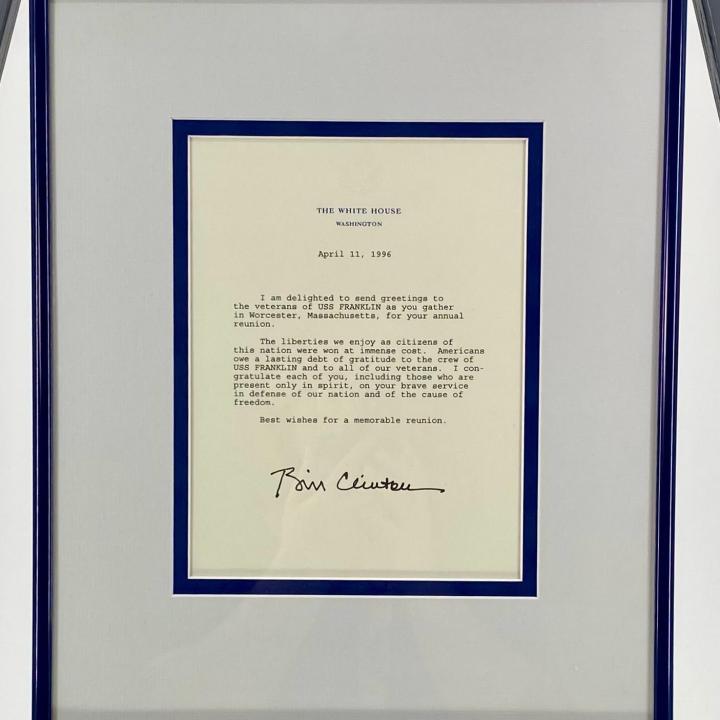 THE WHITE HOUSE
WASHINGTON
April 11, 1996
I am delighted to send greetings to
the veterans of USS FRANKLIN as you gather
in Worcester, Massachusetts, for your annual
reunion.
The liberties we enjoy as citizens of
this nation were won at immense cost. Americans
owe a lasting debt of gratitude to the crew of
USS FRANKLIN and to all of our veterans. I con-
gratulate each of you, including those who are
present only in spirit, on your brave service
in defense of our nation and of the cause of
freedom.
Best wishes for a memorable reunion.
Bill Clinton